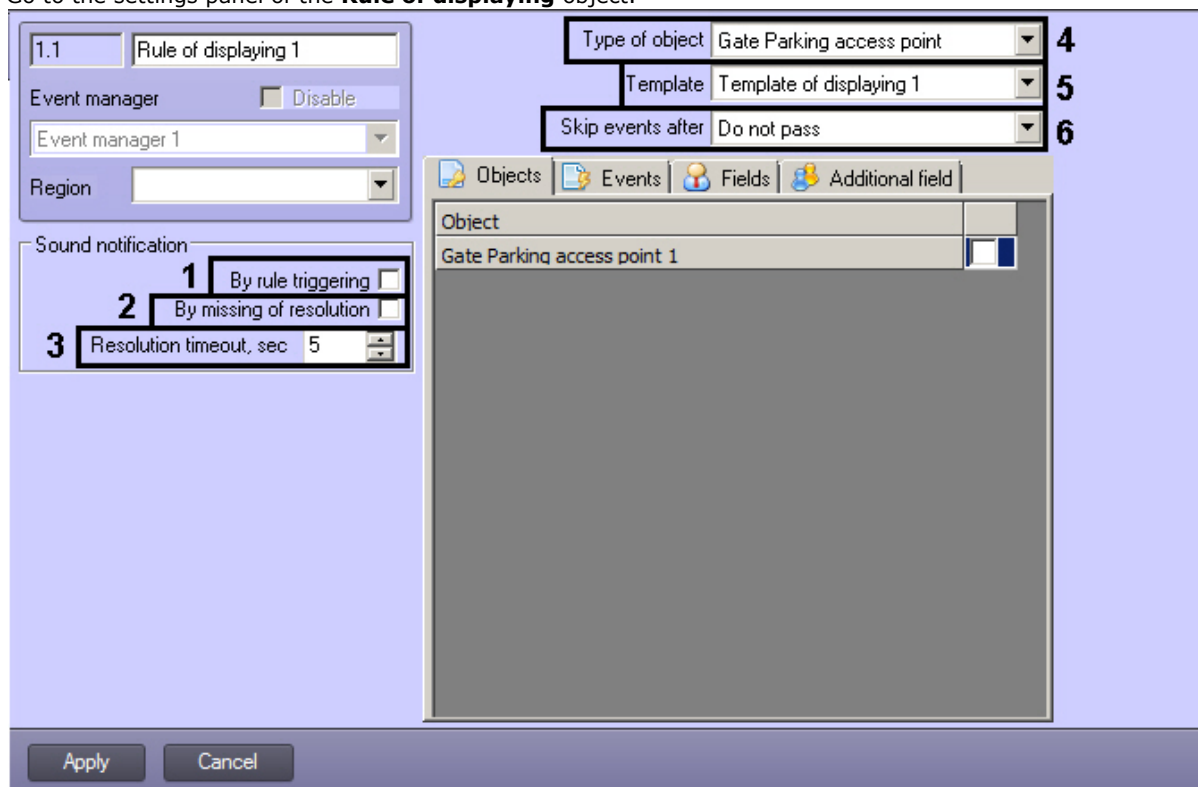 Go to the settings panel of the Rule of displaying object.
1.1 Rule of displaying 1
Event manager Disable
Event manager 1
Region
Sound notification
1 By rule triggering
2 By missing of resolution
3 Resolution timeout, sec 5
Type of object Gate Parking access point 4
Template Template of displaying 1 5
Skip events after Do not pass 6
Objects Events Fields Additional field
Object
Gate Parking access point 1
Apply Cancel